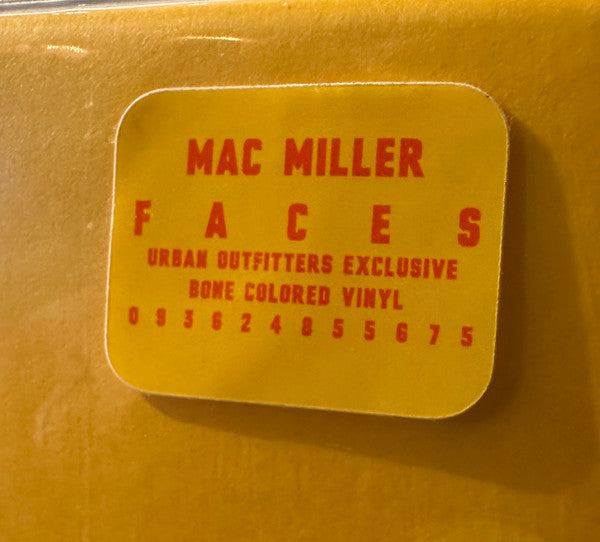 MAC MILLER
F A C E S
URBAN OUTFITTERS EXCLUSIVE
BONE COLORED VINYL
0 9 3 6 2 4 8 5 5 6 7 5